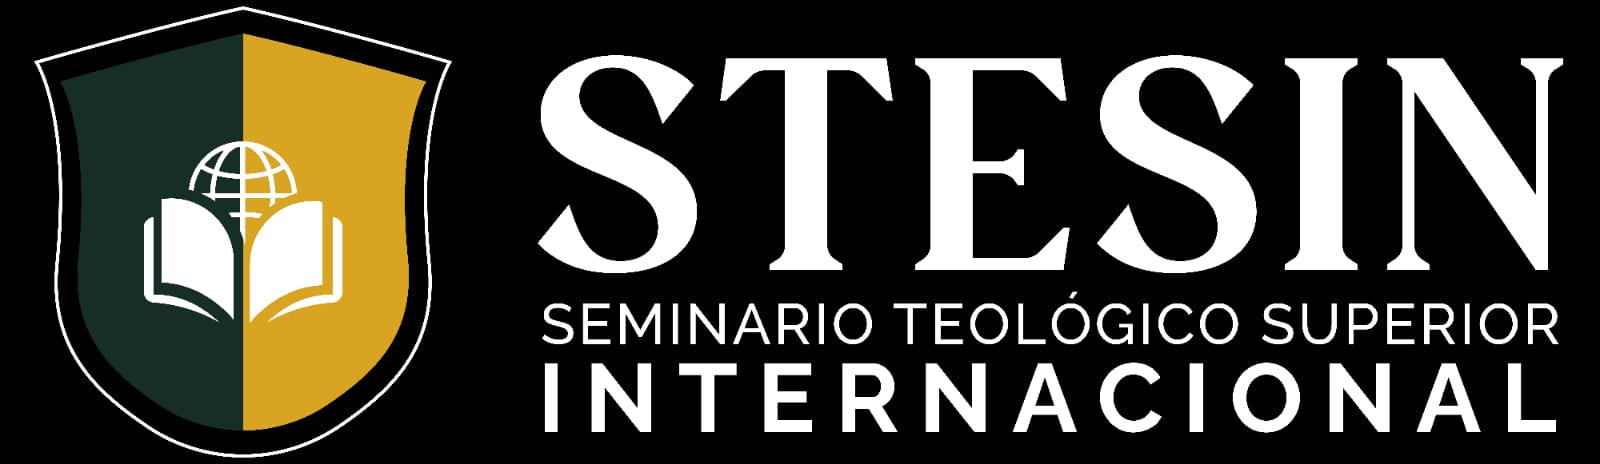 STESIN
SEMINARIO TEOLÓGICO SUPERIOR
INTERNACIONAL